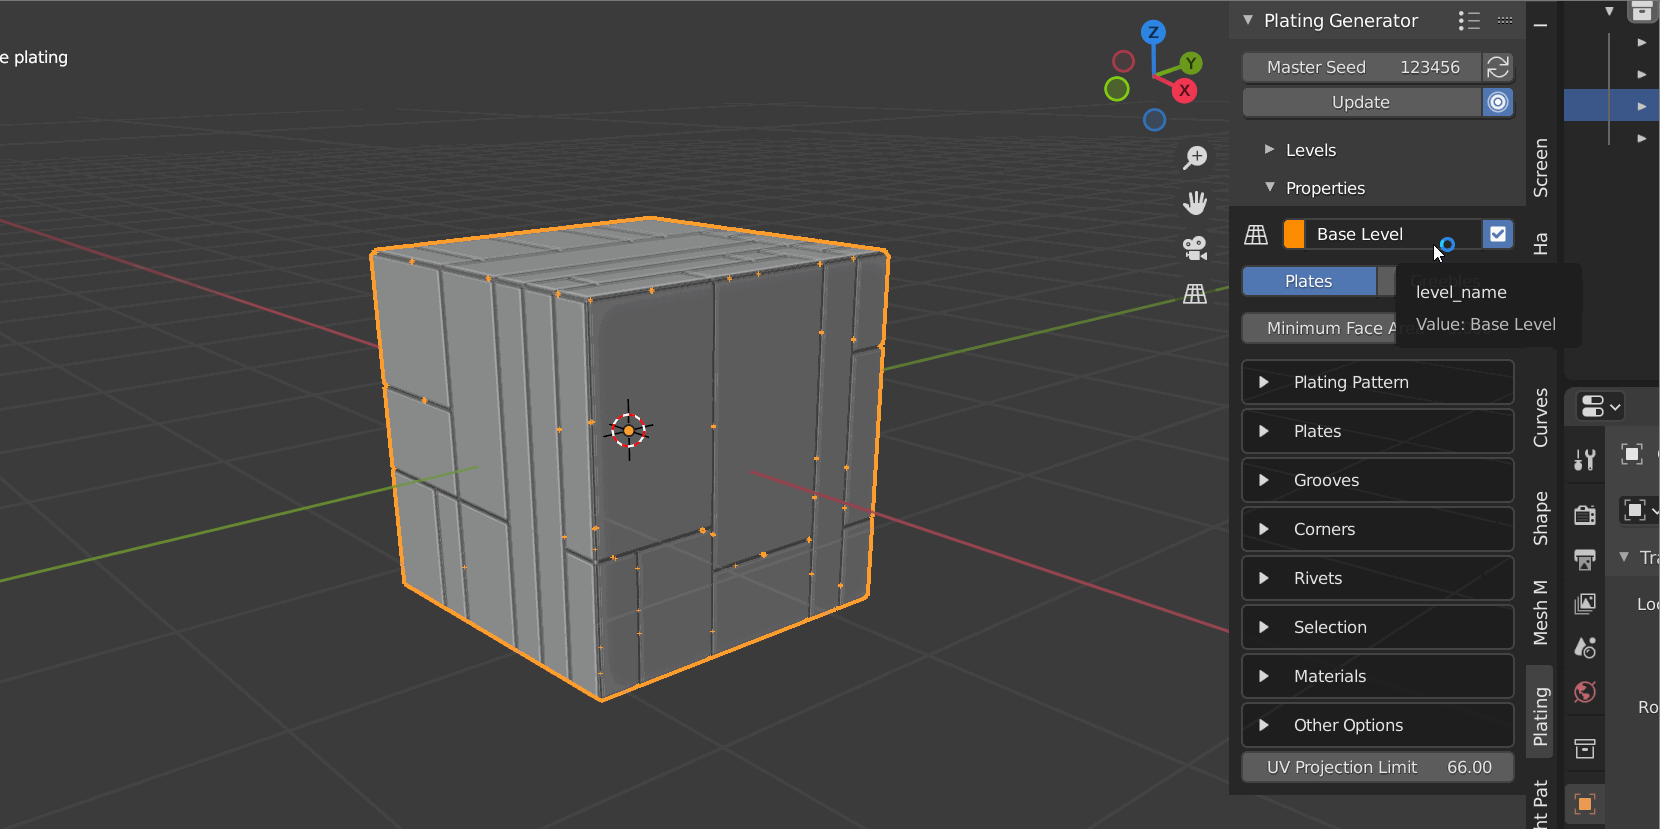 e plating
Z
Y
X
Plating Generator
Master Seed 123456
Update
Levels
Properties
Base Level
Plates
level_name
Minimum Face A
Value: Base Level
Plating Pattern
Plates
Grooves
Corners
Rivets
Selection
Materials
Other Options
UV Projection Limit 66.00
Screen
Ha
Curves
Shape
Mesh M
Plating
ht Pat
Tra
Loc
Ro